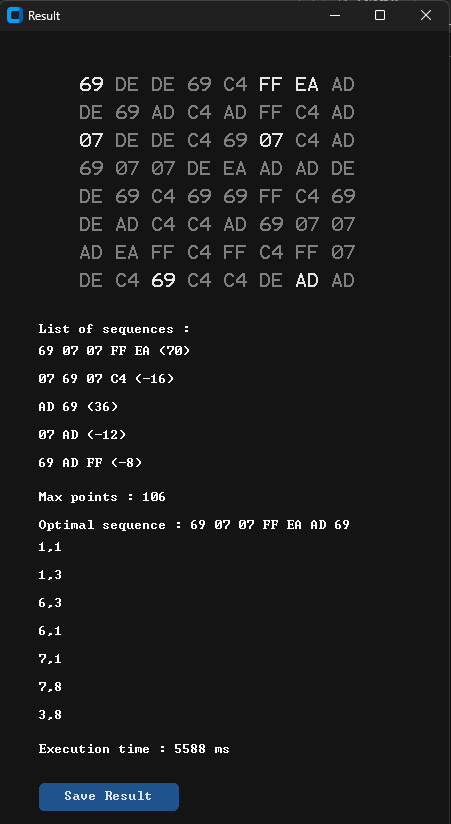 Result
69 DE DE 69 C4 FF EA AD
DE 69 AD C4 AD FF C4 AD
07 DE DE C4 69 07 C4 AD
69 07 07 DE EA AD AD DE
DE 69 C4 69 69 FF C4 69
DE AD C4 C4 AD 69 07 07
AD EA FF C4 FF C4 FF 07
DE C4 69 C4 C4 DE AD AD
List of sequences :
69 07 07 FF EA (70)
07 69 07 C4 (-16)
AD 69 (36)
07 AD (-12)
69 AD FF (-8)
Max points : 106
Optimal sequence : 69 07 07 FF EA AD 69
1,1
1,3
6,3
6,1
7,1
7,8
3,8
Execution time : 5588 ms
Save Result